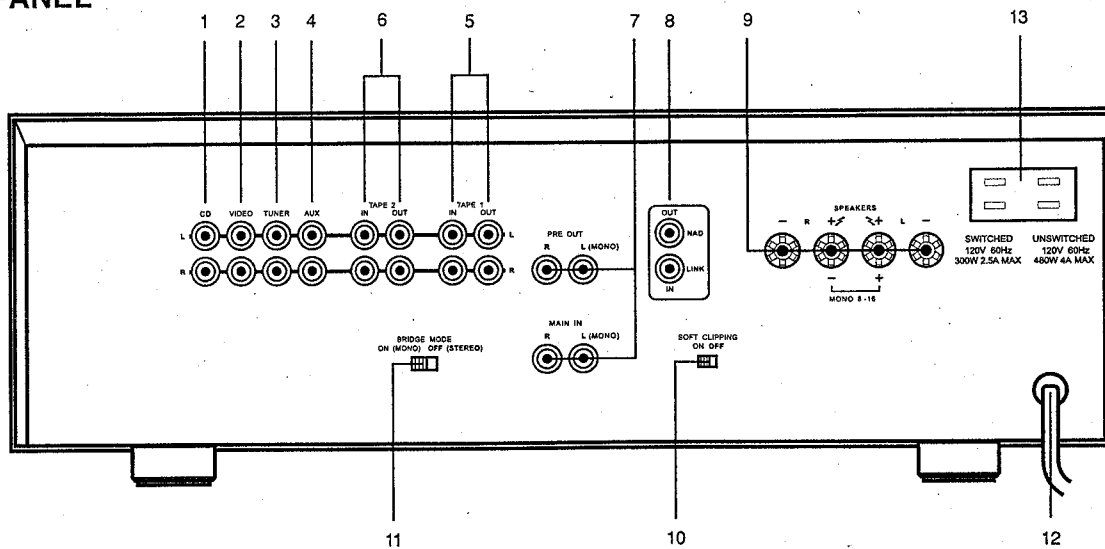 ANEL
1 2 3 4 6 5 7 8 9 13
TAPE 2 TAPE 1
CD VIDEO TUNER AUX IN OUT IN OUT
L L
R R
PRE OUT
R L (MONO)
MAIN IN
R L (MONO)
OUT
NAD
LINK
IN
SPEAKERS
− R + + L −
− +
MONO 8 -16
SWITCHED
120V 60Hz
300W 2.5A MAX
UNSWITCHED
120V 60Hz
480W 4A MAX
BRIDGE MODE
ON (MONO) OFF (STEREO)
SOFT CLIPPING
ON OFF
11 10 12